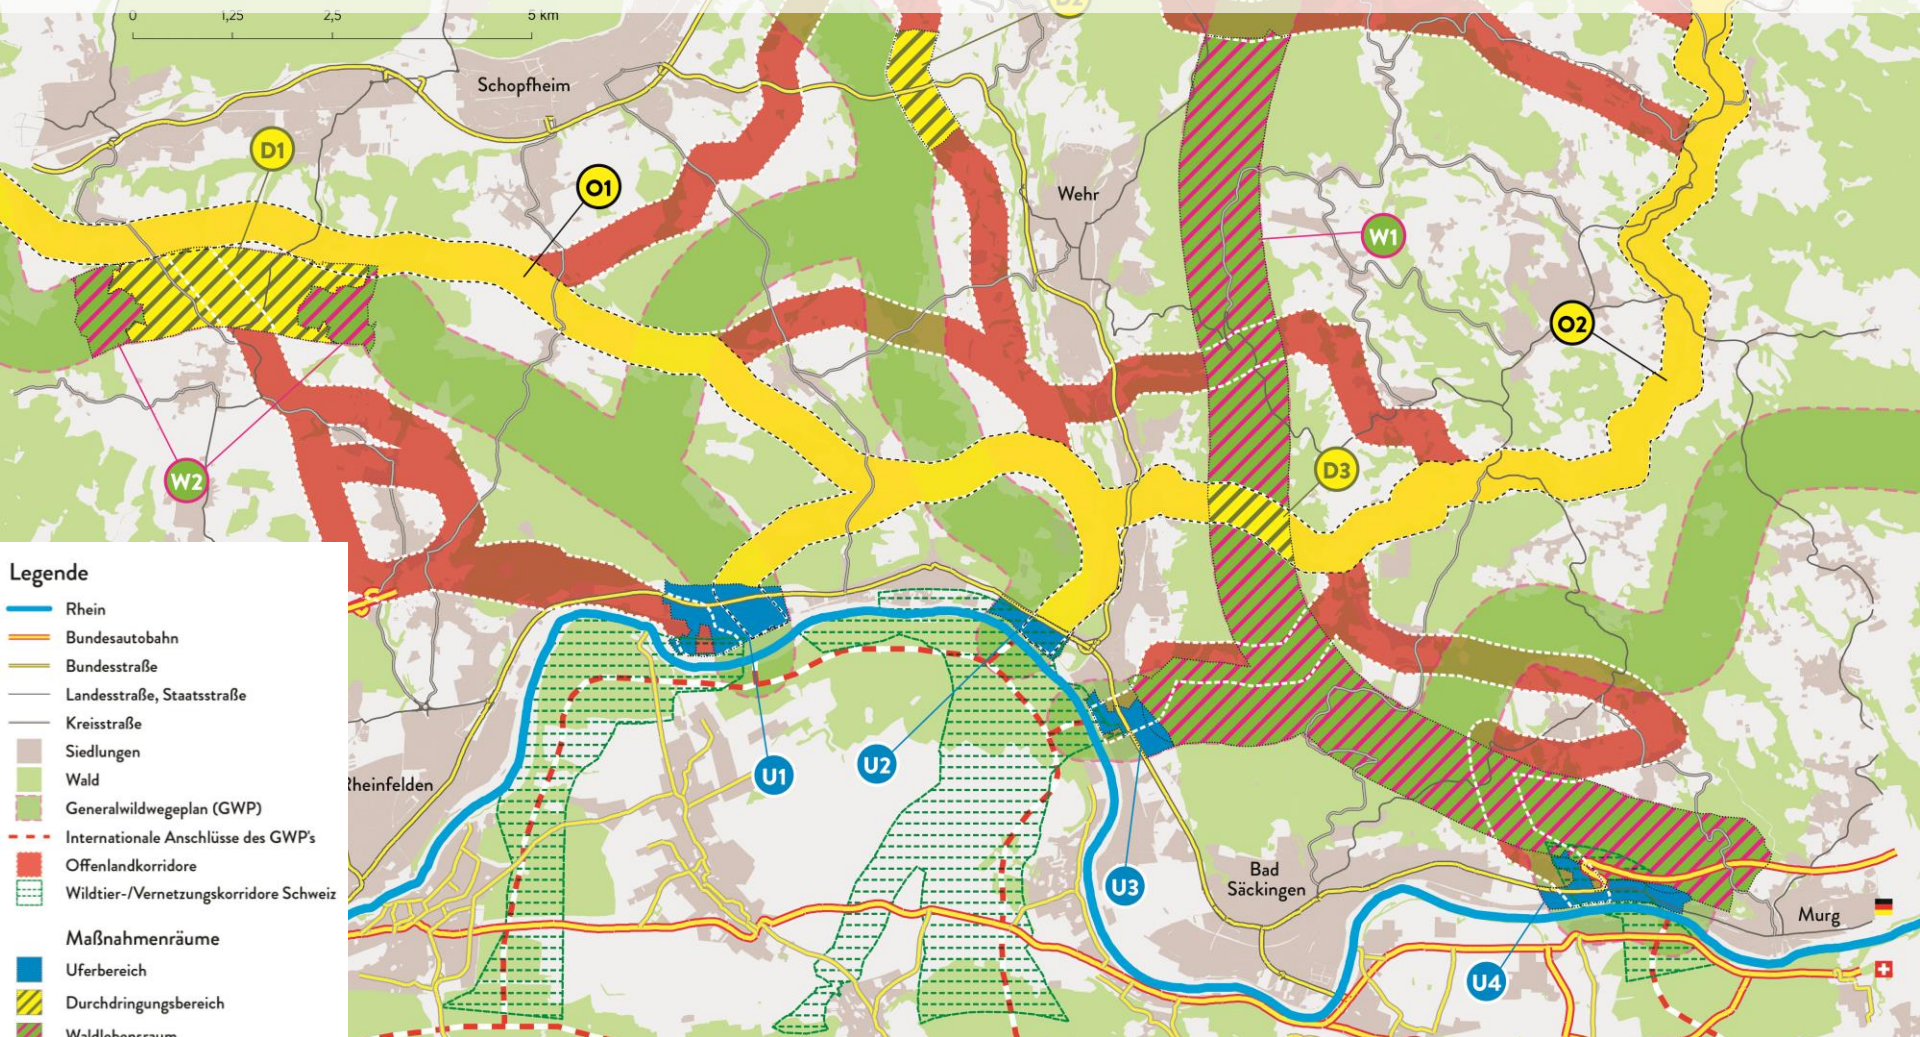 0 1,25 2,5 5 km
D2
Schopfheim
D1
O1
Wehr
W1
O2
D3
W2
Legende
Rhein
Bundesautobahn
Bundesstraße
Landesstraße, Staatsstraße
Kreisstraße
Siedlungen
Wald
Generalwildwegeplan (GWP)
Internationale Anschlüsse des GWP's
Offenlandkorridore
Wildtier-/Vernetzungskorridore Schweiz
Maßnahmenräume
Uferbereich
Durchdringungsbereich
Waldlebensraum
Rheinfelden
U1
U2
U3
Bad
Säckingen
Murg
U4